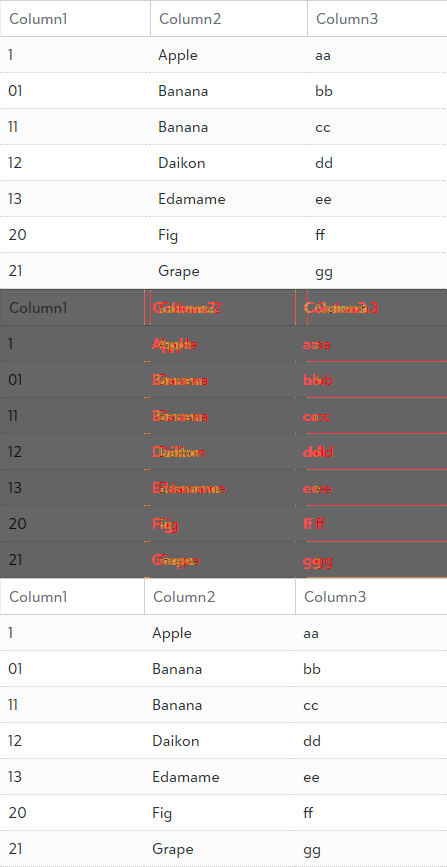 Column1 Column2 Column3
1 Apple aa
01 Banana bb
11 Banana cc
12 Daikon dd
13 Edamame ee
20 Fig ff
21 Grape gg
Column1 Column2 Column3
1 Apple aa
01 Banana bb
11 Banana cc
12 Daikon dd
13 Edamame ee
20 Fig ff
21 Grape gg
Column1 Column2 Column3
1 Apple aa
01 Banana bb
11 Banana cc
12 Daikon dd
13 Edamame ee
20 Fig ff
21 Grape gg